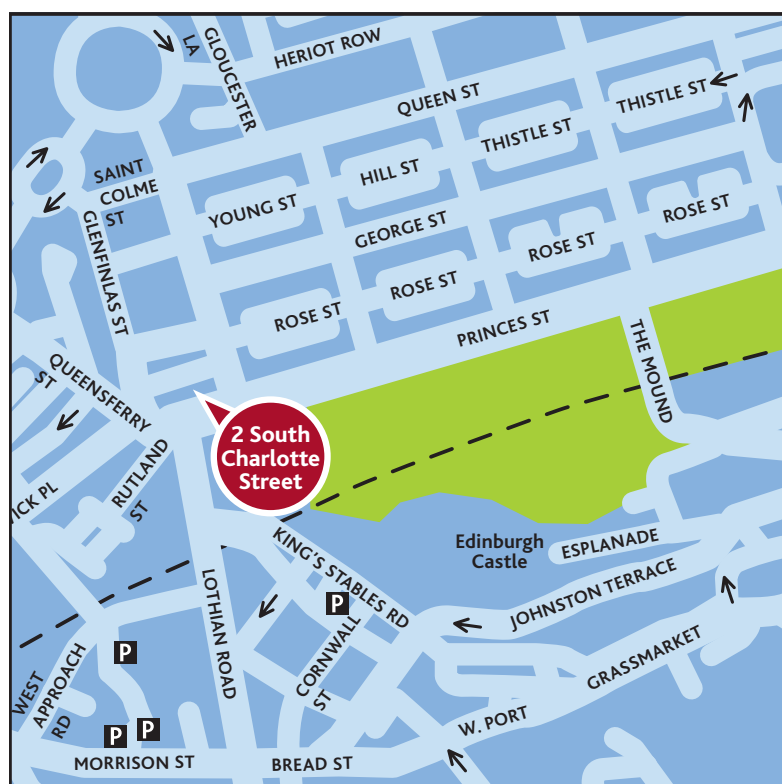 LA
GLOUCESTER
HERIOT ROW
QUEEN ST
THISTLE ST
THISTLE ST
SAINT
COLME
ST
HILL ST
YOUNG ST
GEORGE ST
ROSE ST
ROSE ST
ROSE ST
ROSE ST
GLENFINLAS ST
PRINCES ST
THE MOUND
QUEENSFERRY
ST
2 South
Charlotte
Street
RUTLAND
ST
VICK PL
KING'S STABLES RD
Edinburgh
Castle
ESPLANADE
JOHNSTON TERRACE
LOTHIAN ROAD
P
CORNWALL
ST
P
WEST
APPROACH
RD
GRASSMARKET
W. PORT
P
P
MORRISON ST
BREAD ST